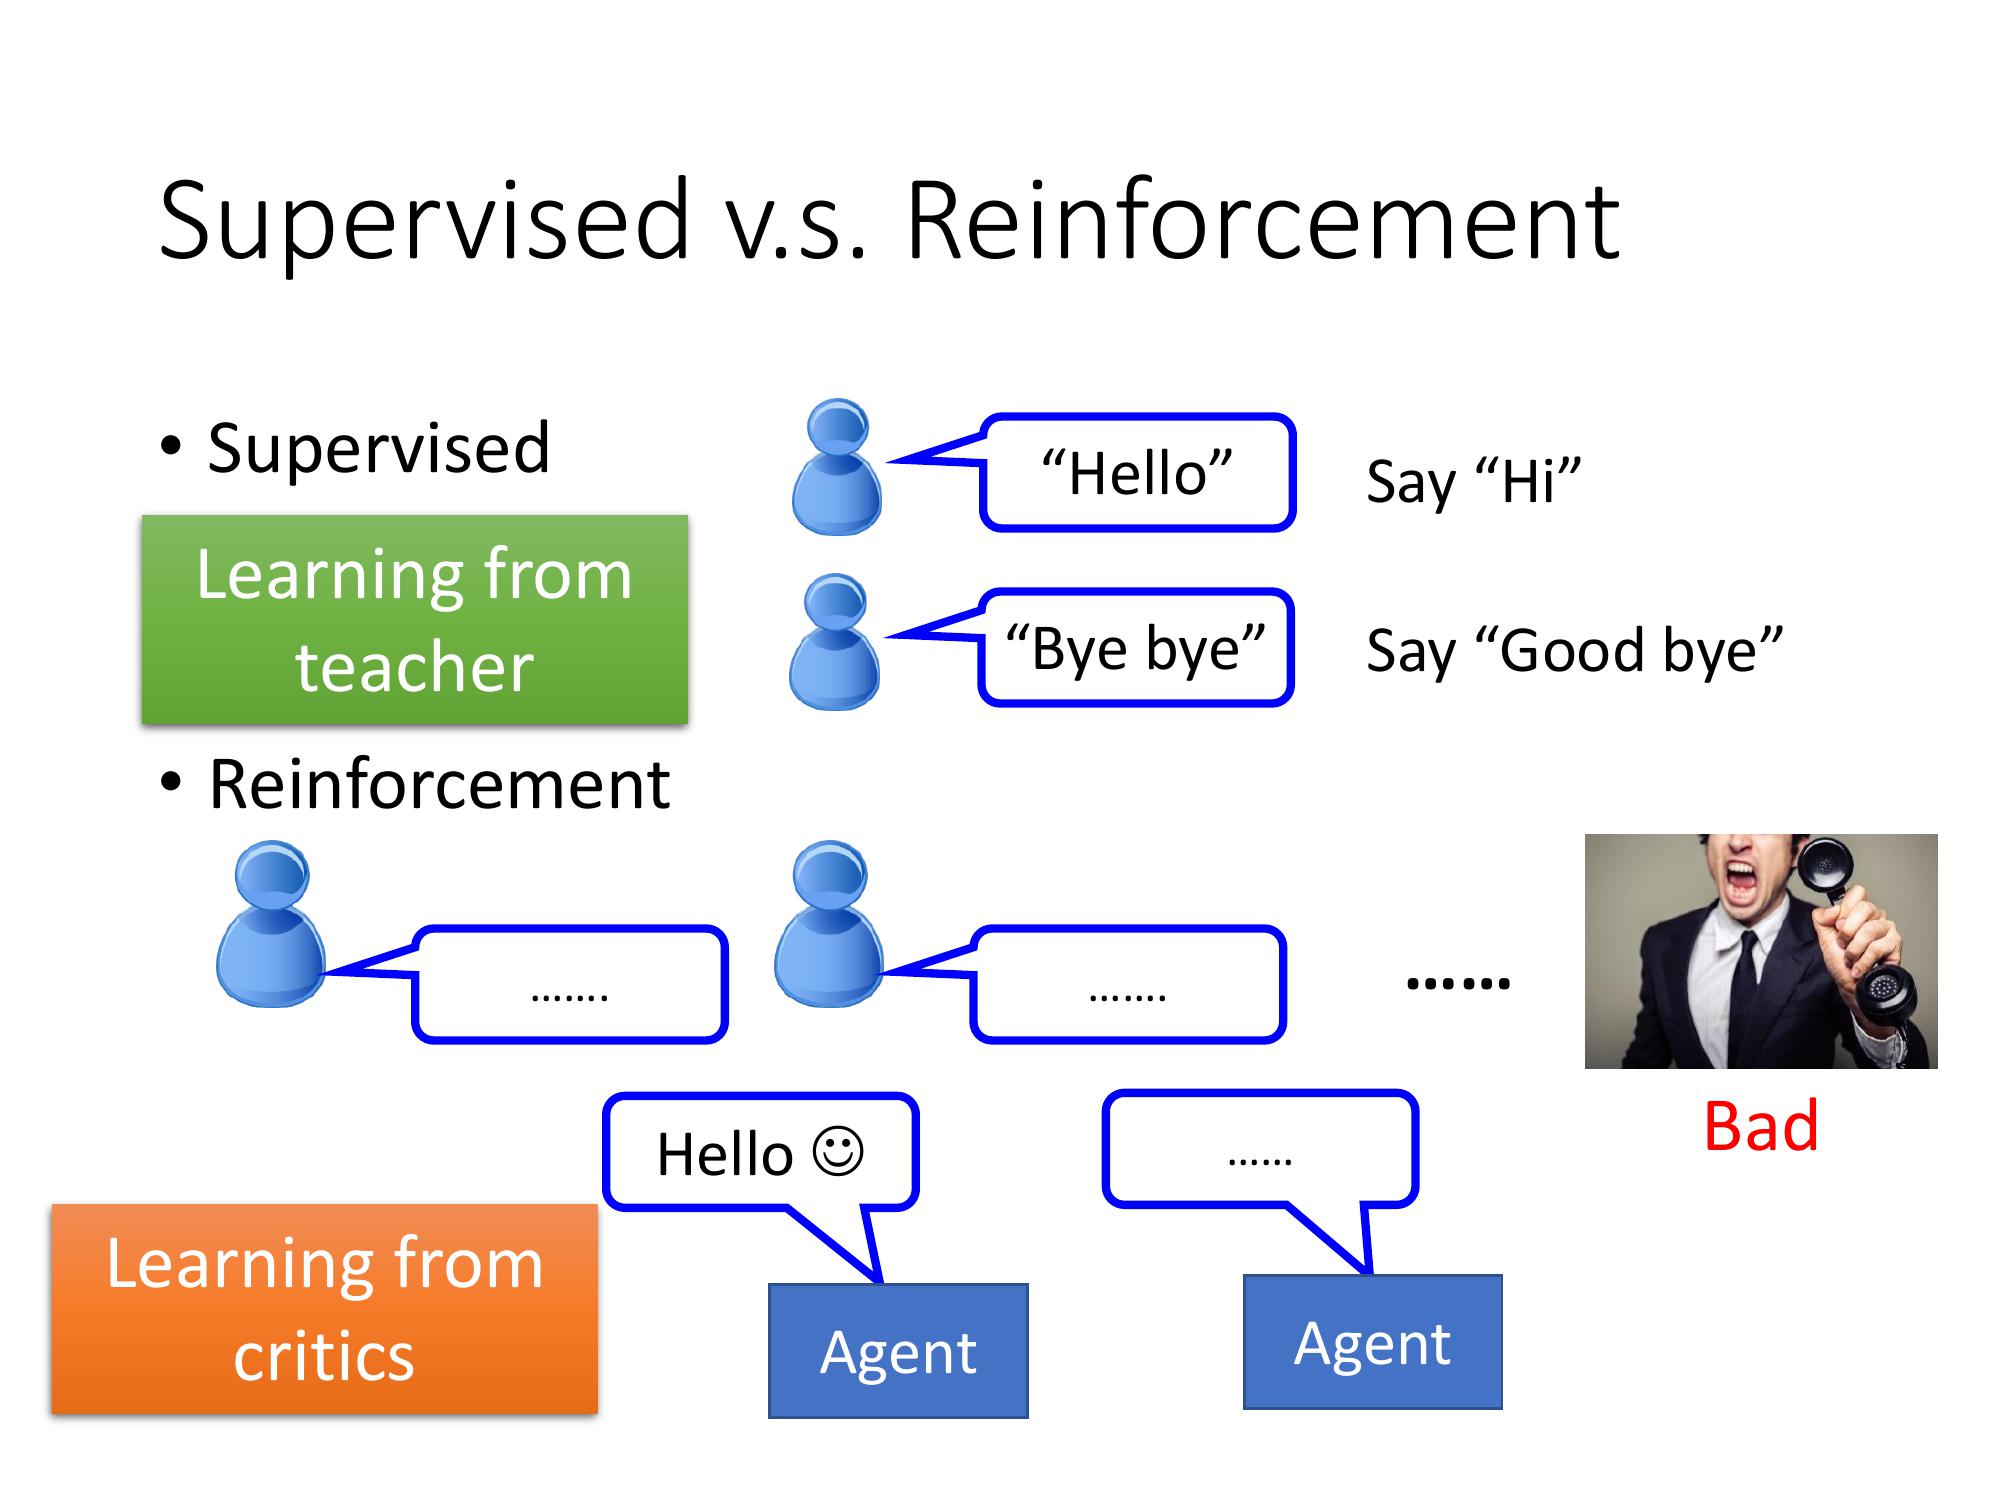 Supervised v.s. Reinforcement
• Supervised
“Hello”
Say “Hi”
Learning from
teacher
“Bye bye”
Say “Good bye”
• Reinforcement
…….
…….
……
Bad
Hello ☺
……
Learning from
critics
Agent
Agent